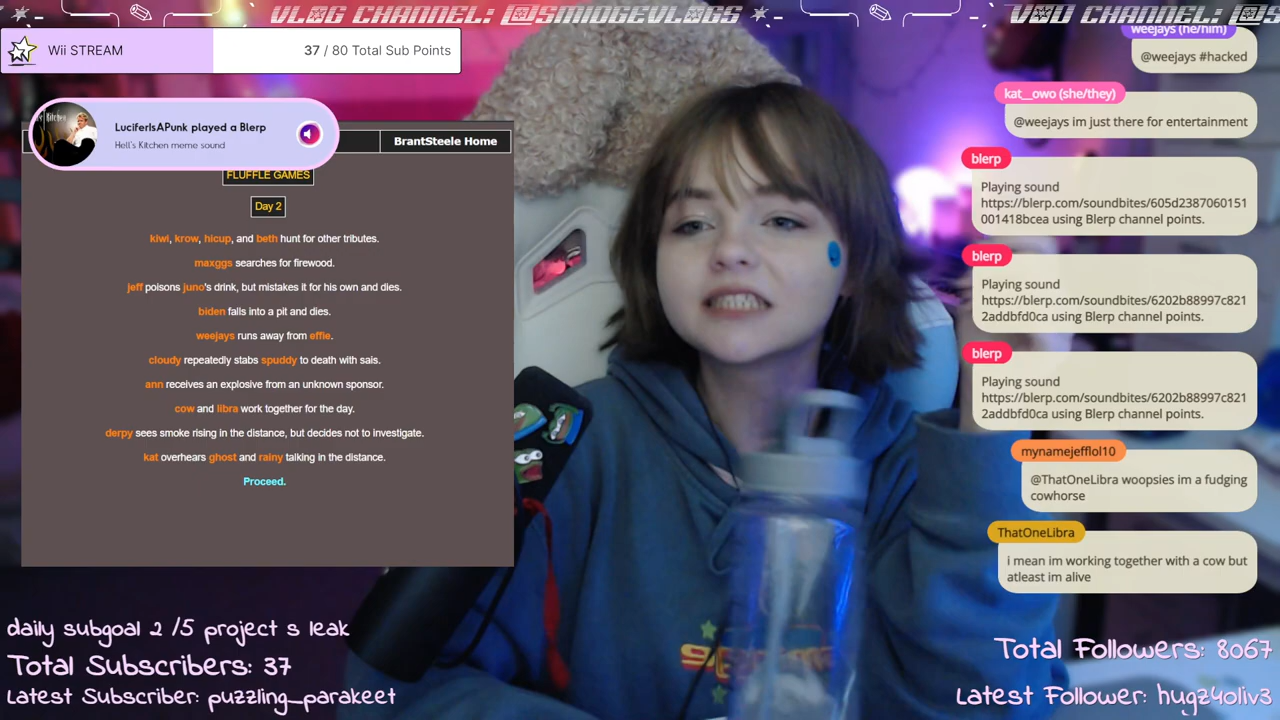 VLOG CHANNEL: @SMIDGEVLOGS
VOD CHANNEL: @S
Wii STREAM
37 / 80 Total Sub Points
LuciferIsAPunk played a Blerp
Hell's Kitchen meme sound
BrantSteele Home
FLUFFLE GAMES
Day 2
kiwi, krow, hicup, and beth hunt for other tributes.
maxggs searches for firewood.
jeff poisons juno's drink, but mistakes it for his own and dies.
biden falls into a pit and dies.
weejays runs away from effie.
cloudy repeatedly stabs spuddy to death with sais.
ann receives an explosive from an unknown sponsor.
cow and libra work together for the day.
derpy sees smoke rising in the distance, but decides not to investigate.
kat overhears ghost and rainy talking in the distance.
Proceed.
daily subgoal 2 /5 project s leak
Total Subscribers: 37
Latest Subscriber: puzzling_parakeet
weejays (he/him)
@weejays #hacked
kat__owo (she/they)
@weejays im just there for entertainment
blerp
Playing sound
https://blerp.com/soundbites/605d2387060151
001418bcea using Blerp channel points.
blerp
Playing sound
https://blerp.com/soundbites/6202b88997c821
2addbfd0ca using Blerp channel points.
blerp
Playing sound
https://blerp.com/soundbites/6202b88997c821
2addbfd0ca using Blerp channel points.
mynamejefflol10
@ThatOneLibra woopsies im a fudging
cowhorse
ThatOneLibra
i mean im working together with a cow but
atleast im alive
Total Followers: 8067
Latest Follower: hugz4oliv3